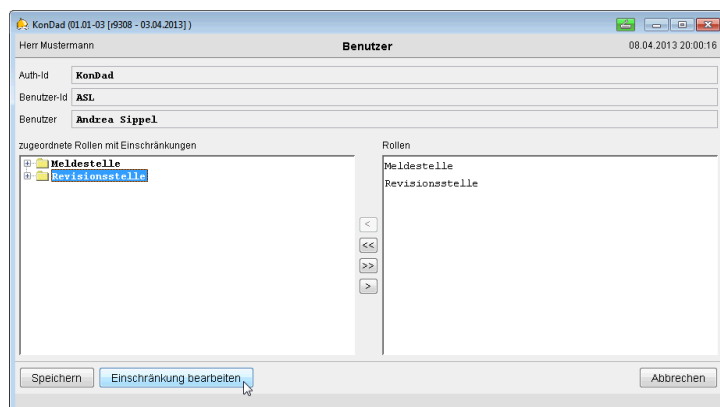 KonDad (01.01-03 [r9308 - 03.04.2013] )
Herr Mustermann Benutzer 08.04.2013 20:00:16
Auth-Id KonDad
Benutzer-Id ASL
Benutzer Andrea Sippel
zugeordnete Rollen mit Einschränkungen Rollen
Meldestelle Meldestelle
Revisionsstelle Revisionsstelle
<
<<
>>
>
Speichern Einschränkung bearbeiten Abbrechen